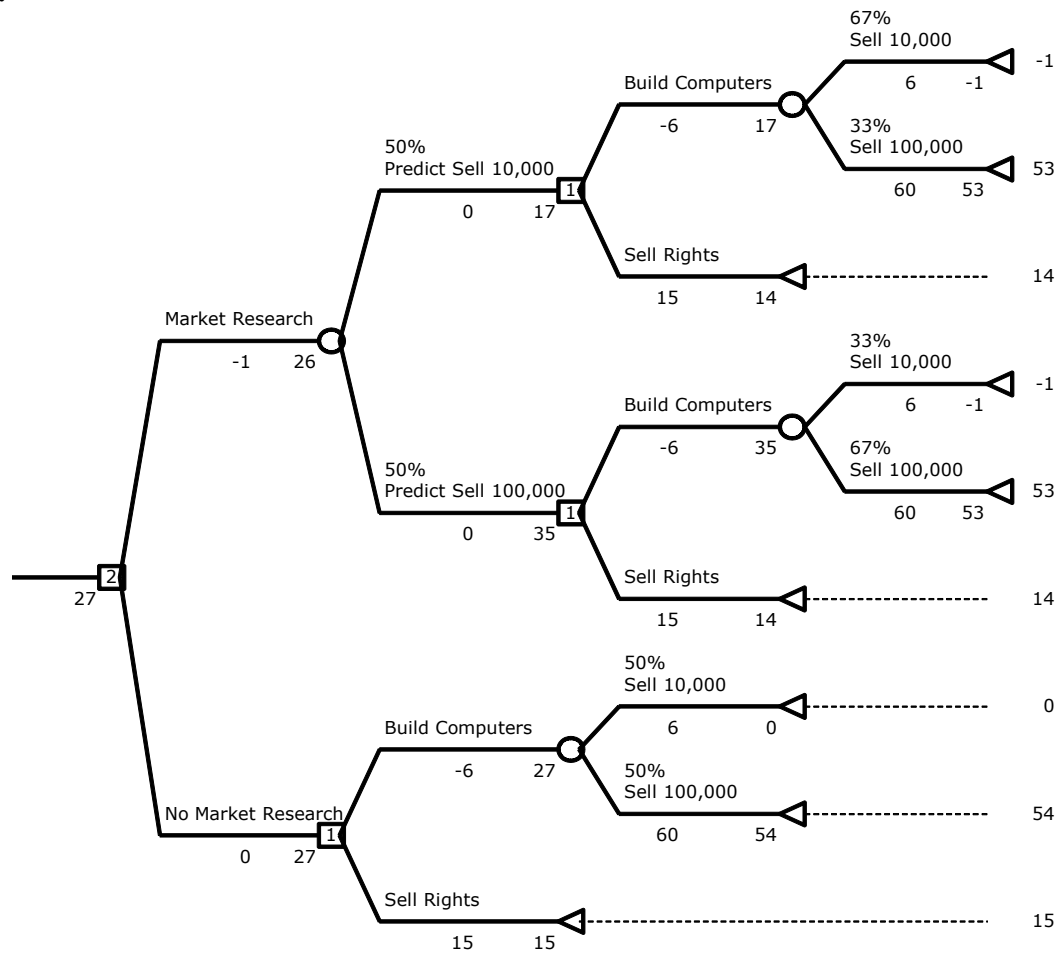 67%
Sell 10,000
-1
Build Computers
6 -1
-6 17
33%
Sell 100,000
50%
Predict Sell 10,000
53
1
60 53
0 17
Sell Rights
14
15 14
Market Research
33%
Sell 10,000
-1 26
-1
Build Computers
6 -1
-6 35
67%
Sell 100,000
50%
Predict Sell 100,000
53
1
60 53
0 35
Sell Rights
2
27
14
15 14
50%
Sell 10,000
0
Build Computers
6 0
-6 27
50%
Sell 100,000
No Market Research
54
1
60 54
0 27
Sell Rights
15
15 15